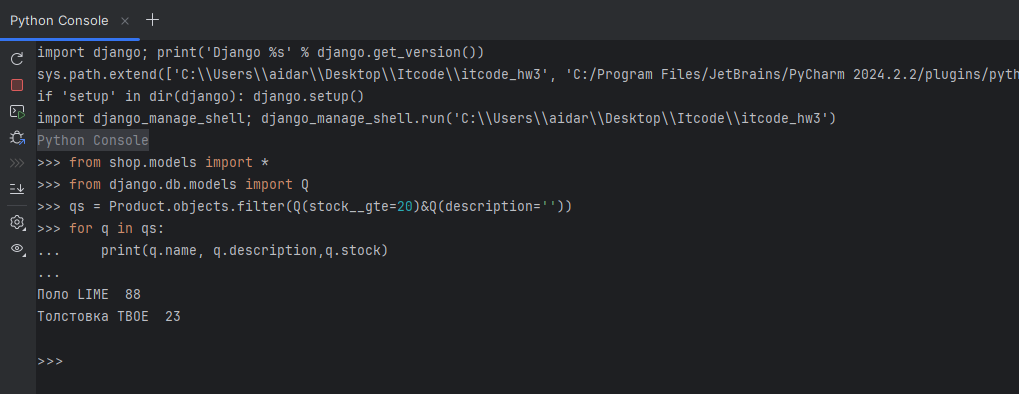 Python Console × +
import django; print('Django %s' % django.get_version())
sys.path.extend(['C:\\Users\\aidar\\Desktop\\Itcode\\itcode_hw3', 'C:/Program Files/JetBrains/PyCharm 2024.2.2/plugins/pyth
if 'setup' in dir(django): django.setup()
import django_manage_shell; django_manage_shell.run('C:\\Users\\aidar\\Desktop\\Itcode\\itcode_hw3')
Python Console
>>> from shop.models import *
>>> from django.db.models import Q
>>> qs = Product.objects.filter(Q(stock__gte=20)&Q(description=''))
>>> for q in qs:
...     print(q.name, q.description,q.stock)
...
Поло LIME  88
Толстовка ТВОЕ  23
>>>